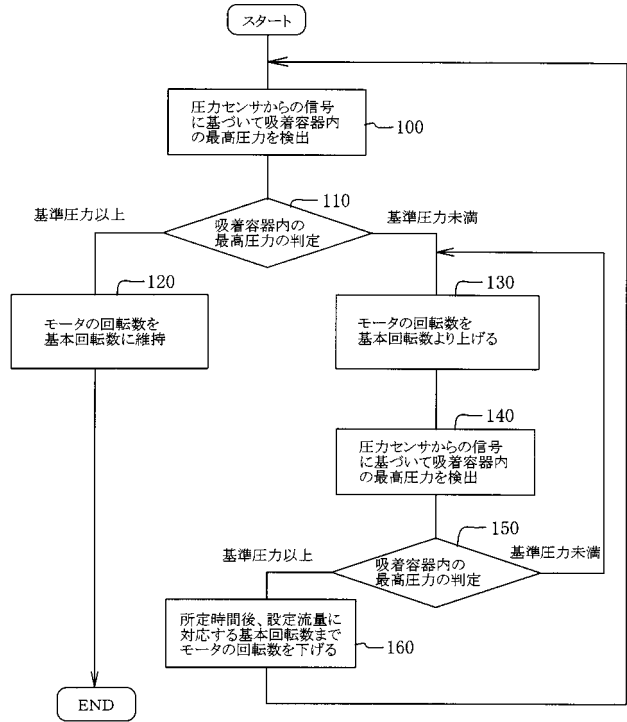 スタート
圧力センサからの信号
に基づいて吸着容器内
の最高圧力を検出
100
110
基準圧力以上
吸着容器内の
最高圧力の判定
基準圧力未満
120
モータの回転数を
基本回転数に維持
130
モータの回転数を
基本回転数より上げる
140
圧力センサからの信号
に基づいて吸着容器内
の最高圧力を検出
150
基準圧力以上
吸着容器内の
最高圧力の判定
基準圧力未満
所定時間後、設定流量に
対応する基本回転数まで
モータの回転数を下げる
160
END